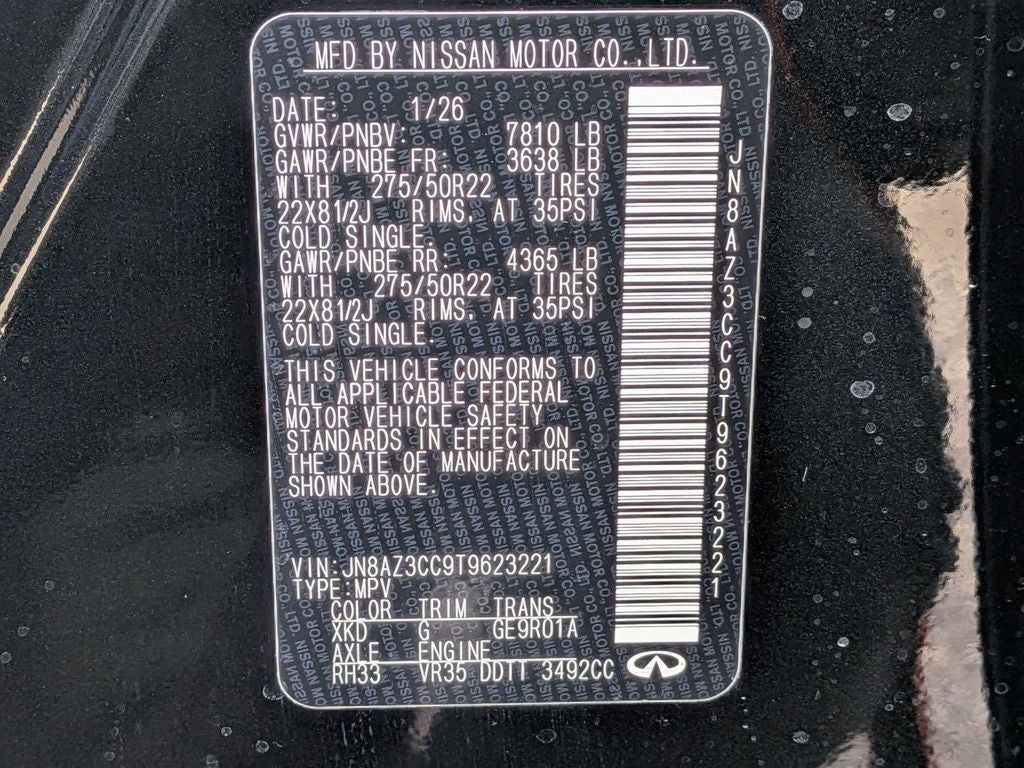 MFD BY NISSAN MOTOR CO.,LTD.
DATE: 1/26
GVWR/PNBV: 7810 LB
GAWR/PNBE FR: 3638 LB
WITH 275/50R22 TIRES
22X81/2J RIMS, AT 35PSI
COLD SINGLE.
GAWR/PNBE RR: 4365 LB
WITH 275/50R22 TIRES
22X81/2J RIMS, AT 35PSI
COLD SINGLE.
THIS VEHICLE CONFORMS TO
ALL APPLICABLE FEDERAL
MOTOR VEHICLE SAFETY
STANDARDS IN EFFECT ON
THE DATE OF MANUFACTURE
SHOWN ABOVE.
VIN:JN8AZ3CC9T9623221
TYPE:MPV
COLOR TRIM TRANS
XKD G GE9R01A
AXLE ENGINE
RH33 VR35 DDTT 3492CC
JN8AZ3CC9T9623221